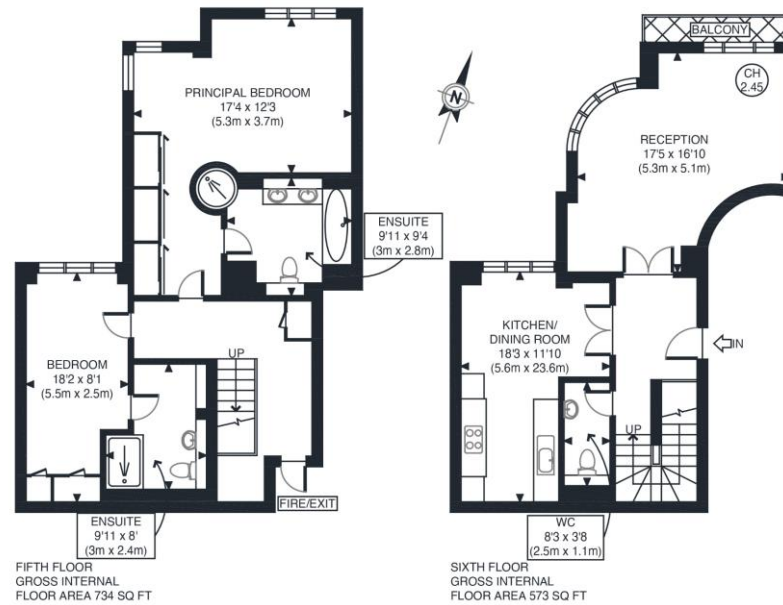 PRINCIPAL BEDROOM
17'4 x 12'3
(5.3m x 3.7m)
N
ENSUITE
9'11 x 9'4
(3m x 2.8m)
BEDROOM
18'2 x 8'1
(5.5m x 2.5m)
UP
FIRE/EXIT
ENSUITE
9'11 x 8'
(3m x 2.4m)
FIFTH FLOOR
GROSS INTERNAL
FLOOR AREA 734 SQ FT
BALCONY
CH
2.45
RECEPTION
17'5 x 16'10
(5.3m x 5.1m)
KITCHEN/
DINING ROOM
18'3 x 11'10
(5.6m x 23.6m)
IN
UP
WC
8'3 x 3'8
(2.5m x 1.1m)
SIXTH FLOOR
GROSS INTERNAL
FLOOR AREA 573 SQ FT